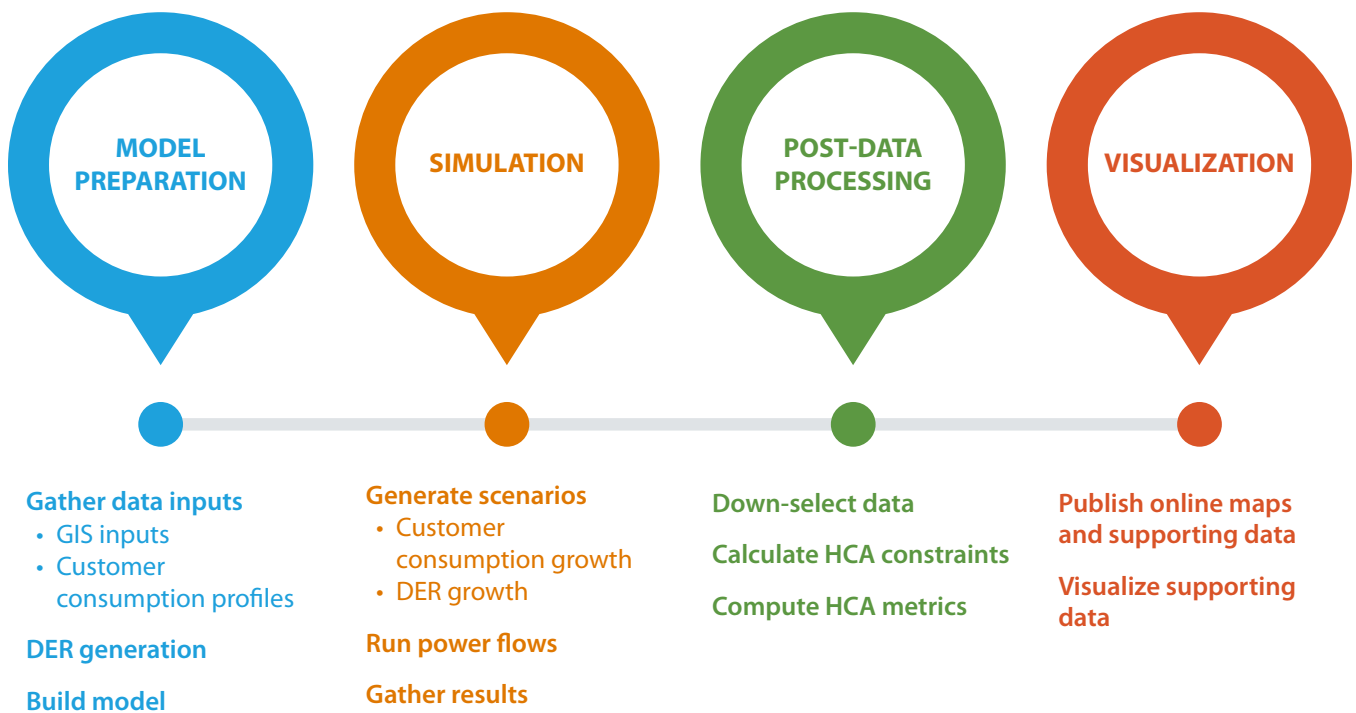 MODEL
PREPARATION
SIMULATION
POST-DATA
PROCESSING
VISUALIZATION
Gather data inputs
• GIS inputs
• Customer
consumption profiles
DER generation
Build model
Generate scenarios
• Customer
consumption growth
• DER growth
Run power flows
Gather results
Down-select data
Calculate HCA constraints
Compute HCA metrics
Publish online maps
and supporting data
Visualize supporting
data